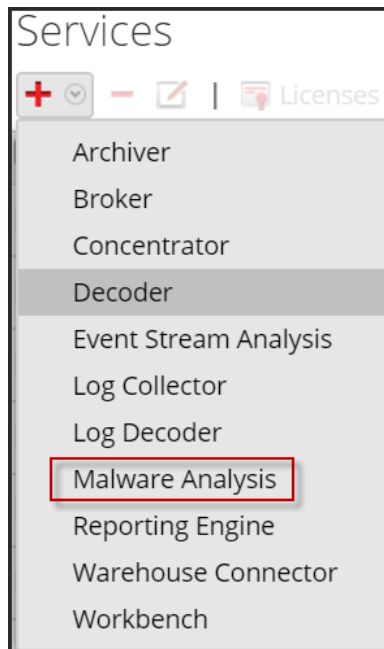 Services
Licenses
Archiver
Broker
Concentrator
Decoder
Event Stream Analysis
Log Collector
Log Decoder
Malware Analysis
Reporting Engine
Warehouse Connector
Workbench